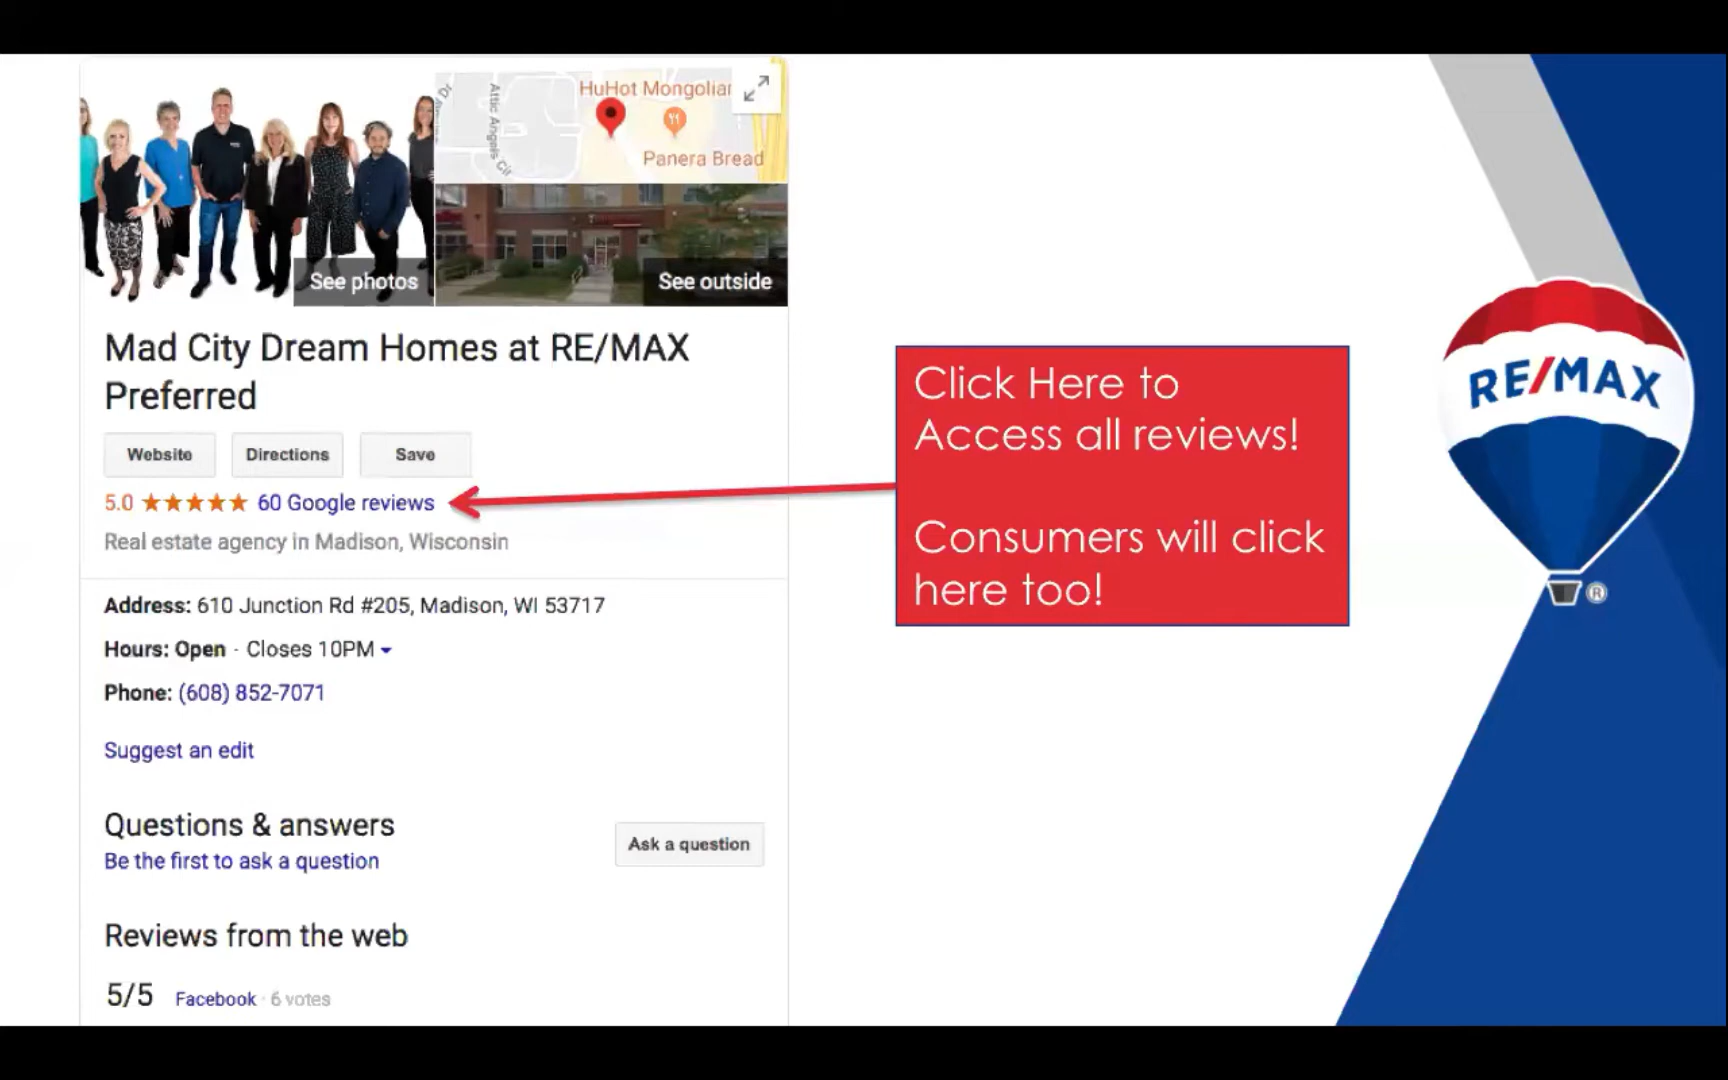 HuHot Mongolian
Attic Angels Cir
Panera Bread
See photos
See outside
Mad City Dream Homes at RE/MAX
Preferred
Website
Directions
Save
5.0 ★★★★★ 60 Google reviews
Real estate agency in Madison, Wisconsin
Address: 610 Junction Rd #205, Madison, WI 53717
Hours: Open · Closes 10PM
Phone: (608) 852-7071
Suggest an edit
Questions & answers
Be the first to ask a question
Ask a question
Reviews from the web
5/5 Facebook · 6 votes
Click Here to
Access all reviews!
Consumers will click
here too!
RE/MAX
®